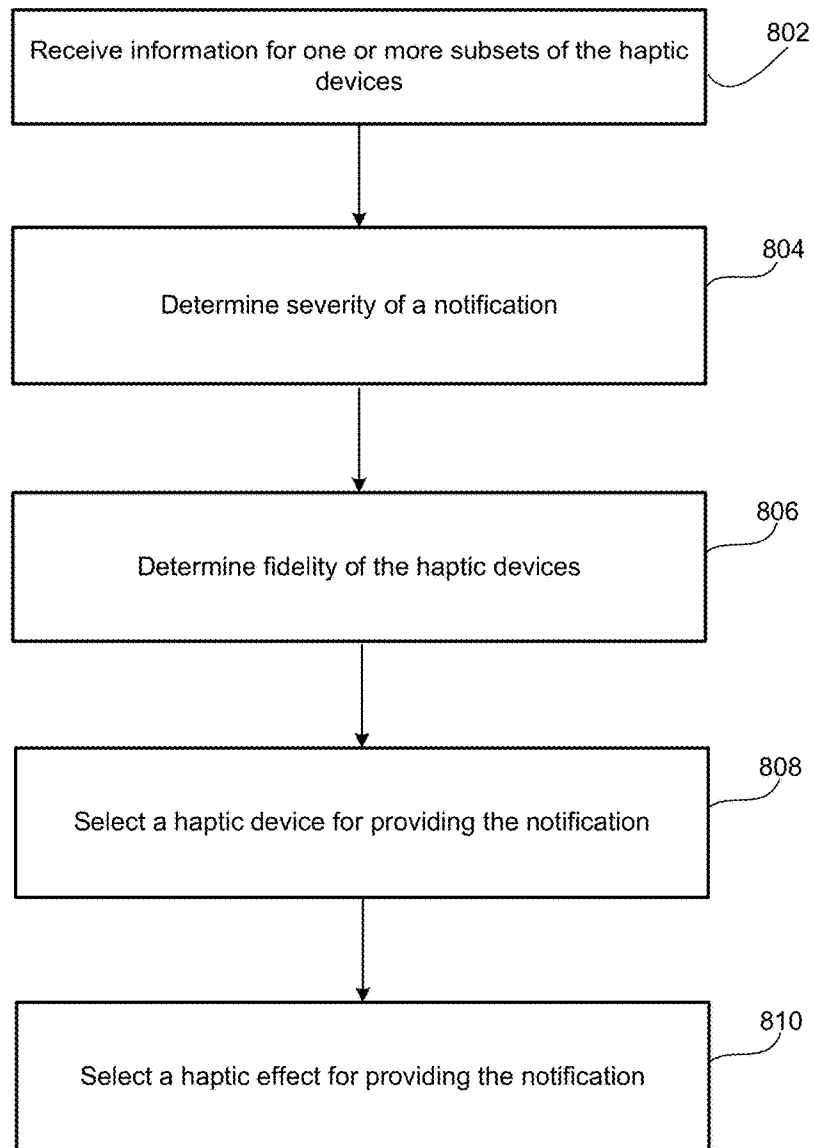 Receive information for one or more subsets of the haptic
devices
802
Determine severity of a notification
804
Determine fidelity of the haptic devices
806
Select a haptic device for providing the notification
808
Select a haptic effect for providing the notification
810